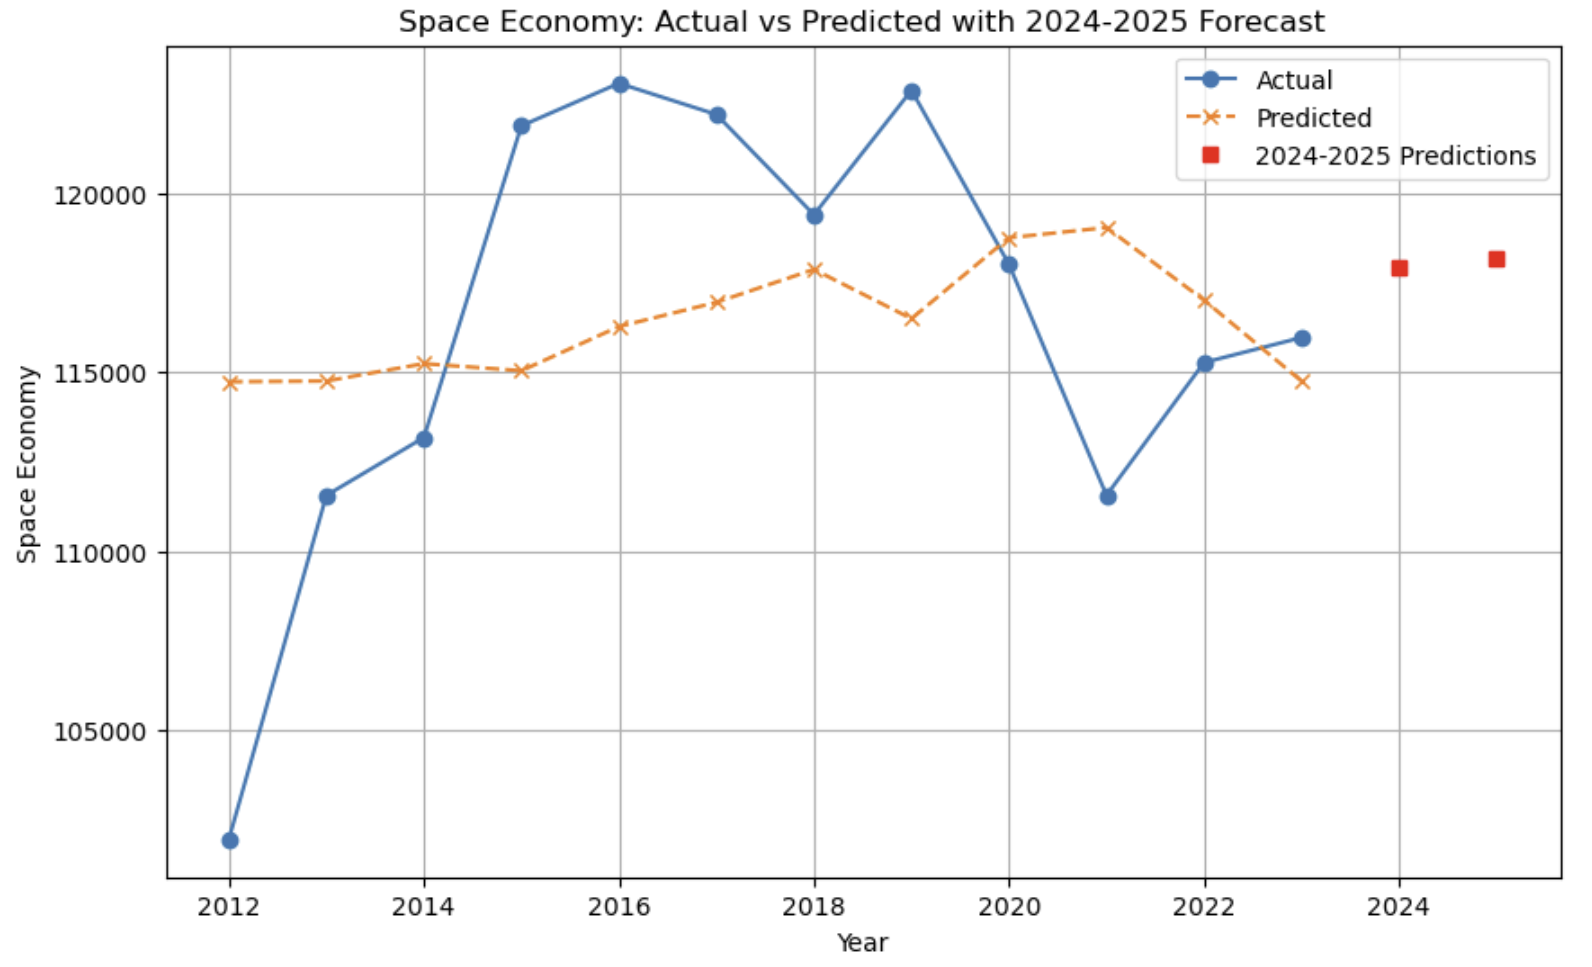 Space Economy: Actual vs Predicted with 2024-2025 Forecast
Actual
Predicted
2024-2025 Predictions
Space Economy
120000
115000
110000
105000
2012
2014
2016
2018
2020
2022
2024
Year